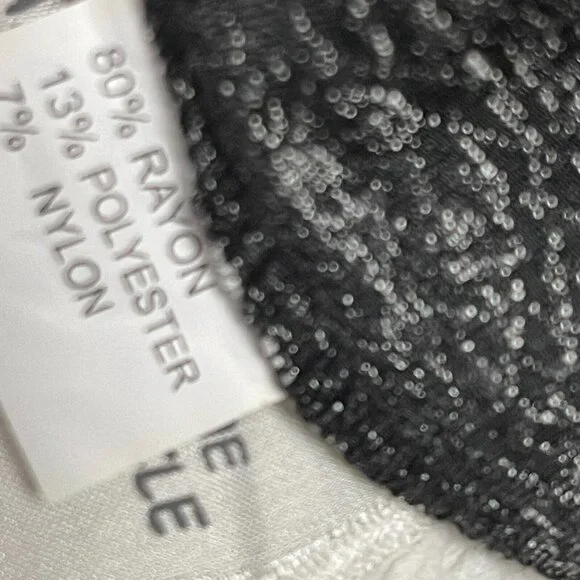 80% RAYON
13% POLYESTER
7% NYLON